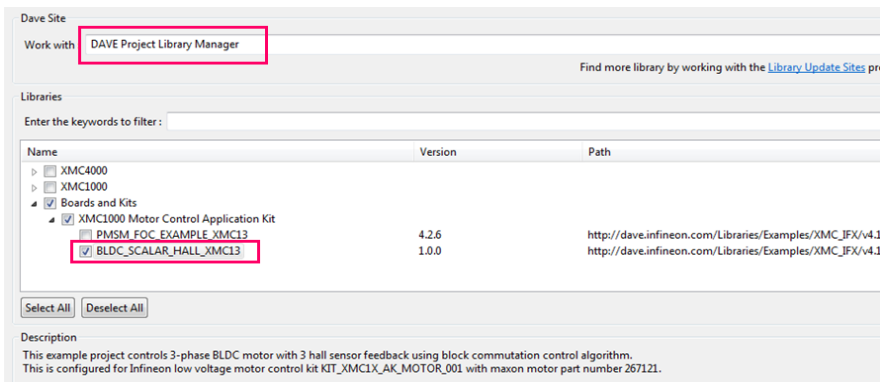 Dave Site
Work with DAVE Project Library Manager
Find more library by working with the Library Update Sites pr
Libraries
Enter the keywords to filter :
Name Version Path
XMC4000
XMC1000
Boards and Kits
XMC1000 Motor Control Application Kit
PMSM_FOC_EXAMPLE_XMC13 4.2.6 http://dave.infineon.com/Libraries/Examples/XMC_IFX/v4.1
BLDC_SCALAR_HALL_XMC13 1.0.0 http://dave.infineon.com/Libraries/Examples/XMC_IFX/v4.1
Select All Deselect All
Description
This example project controls 3-phase BLDC motor with 3 hall sensor feedback using block commutation control algorithm.
This is configured for Infineon low voltage motor control kit KIT_XMC1X_AK_MOTOR_001 with maxon motor part number 267121.